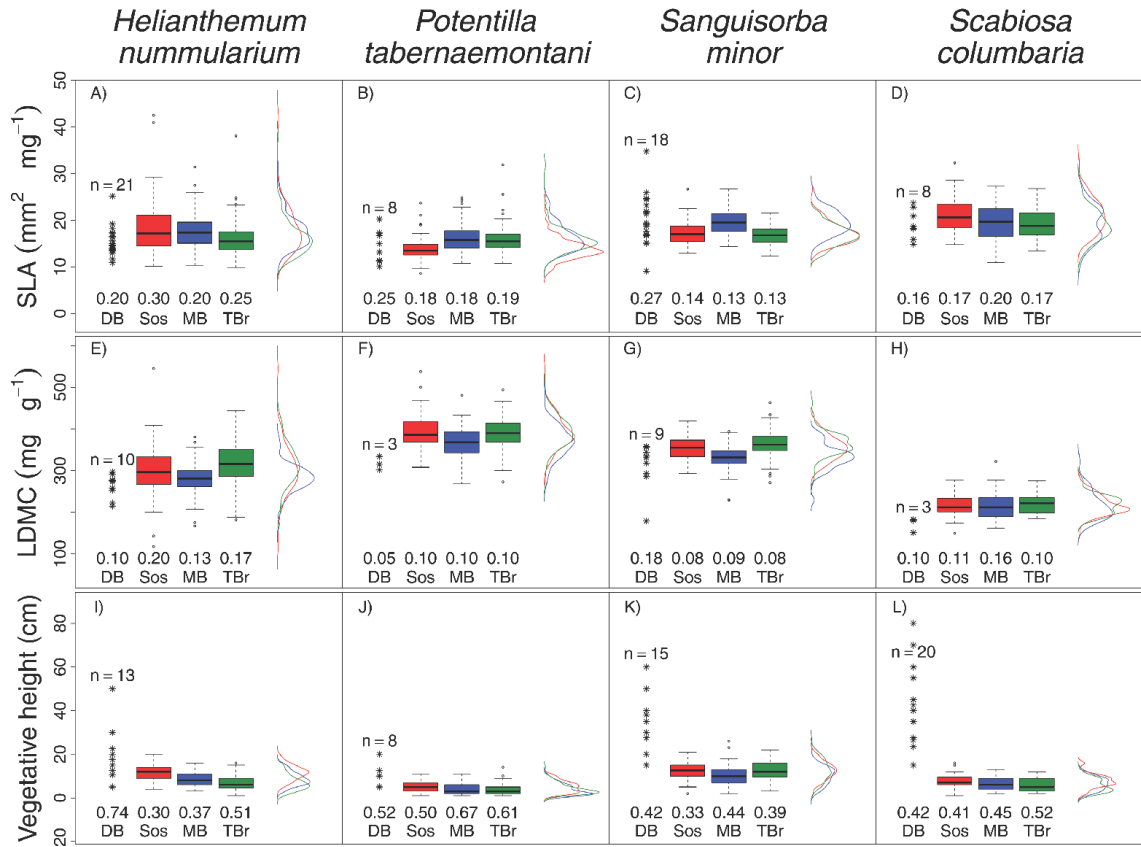 Helianthemum
nummularium
Potentilla
tabernaemontani
Sanguisorba
minor
Scabiosa
columbaria
SLA (mm² mg⁻¹)
50
40
30
20
10
0
A)
n = 21
0.20 0.30 0.20 0.25
DB Sos MB TBr
B)
n = 8
0.25 0.18 0.18 0.19
DB Sos MB TBr
C)
n = 18
0.27 0.14 0.13 0.13
DB Sos MB TBr
D)
n = 8
0.16 0.17 0.20 0.17
DB Sos MB TBr
LDMC (mg g⁻¹)
500
300
100
E)
n = 10
0.10 0.20 0.13 0.17
DB Sos MB TBr
F)
n = 3
0.05 0.10 0.10 0.10
DB Sos MB TBr
G)
n = 9
0.18 0.08 0.09 0.08
DB Sos MB TBr
H)
n = 3
0.10 0.11 0.16 0.10
DB Sos MB TBr
Vegetative height (cm)
80
60
40
20
0
20
I)
n = 13
0.74 0.30 0.37 0.51
DB Sos MB TBr
J)
n = 8
0.52 0.50 0.67 0.61
DB Sos MB TBr
K)
n = 15
0.42 0.33 0.44 0.39
DB Sos MB TBr
L)
n = 20
0.42 0.41 0.45 0.52
DB Sos MB TBr